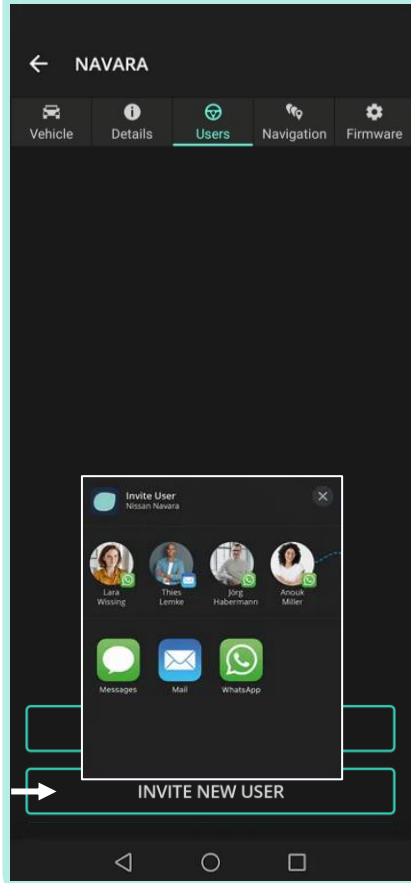 NAVARA
Vehicle Details Users Navigation Firmware
Invite User
Nissan Navara
Lara Thies Jörg Anouk
Wissing Lemke Habermann Miller
Messages Mail WhatsApp
INVITE NEW USER